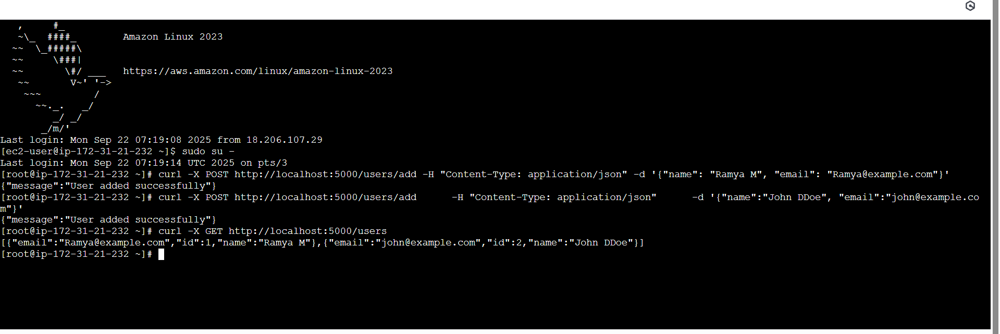 ,     #_
   ~\_  ####_        Amazon Linux 2023
  ~~  \_#####\
  ~~     \###|
  ~~       \#/ ___   https://aws.amazon.com/linux/amazon-linux-2023
   ~~       V~' '->
    ~~~         /
      ~~._.   _/
         _/ _/
       _/m/'
Last login: Mon Sep 22 07:19:08 2025 from 18.206.107.29
[ec2-user@ip-172-31-21-232 ~]$ sudo su -
Last login: Mon Sep 22 07:19:14 UTC 2025 on pts/3
[root@ip-172-31-21-232 ~]# curl -X POST http://localhost:5000/users/add -H "Content-Type: application/json" -d '{"name": "Ramya M", "email": "Ramya@example.com"}'
{"message":"User added successfully"}
[root@ip-172-31-21-232 ~]# curl -X POST http://localhost:5000/users/add      -H "Content-Type: application/json"      -d '{"name":"John DDoe", "email":"john@example.co
m"}'
{"message":"User added successfully"}
[root@ip-172-31-21-232 ~]# curl -X GET http://localhost:5000/users
[{"email":"Ramya@example.com","id":1,"name":"Ramya M"},{"email":"john@example.com","id":2,"name":"John DDoe"}]
[root@ip-172-31-21-232 ~]#